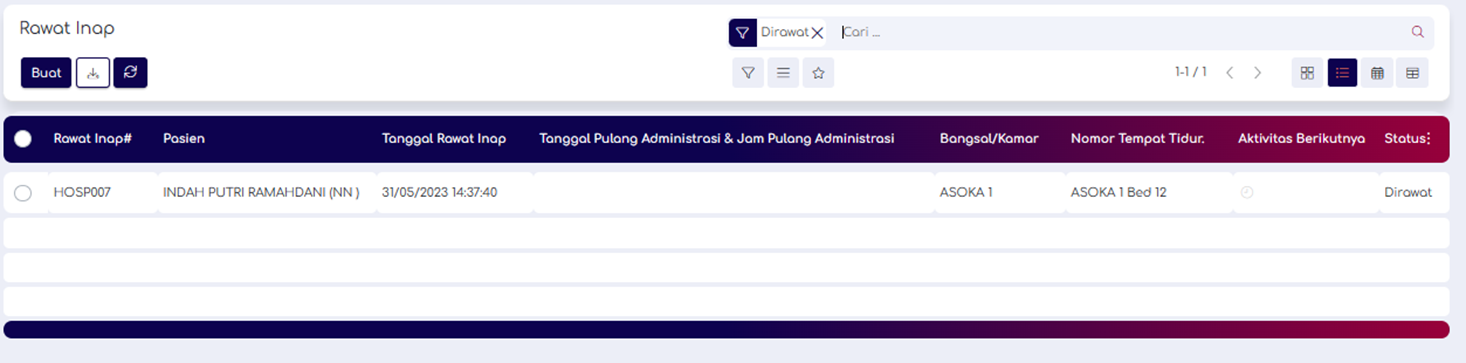 Rawat Inap
Dirawat Cari ...
Buat
1-1 / 1
Rawat Inap# Pasien Tanggal Rawat Inap Tanggal Pulang Administrasi & Jam Pulang Administrasi Bangsal/Kamar Nomor Tempat Tidur. Aktivitas Berikutnya Status
HOSP007 INDAH PUTRI RAMAHDANI (NN ) 31/05/2023 14:37:40 ASOKA 1 ASOKA 1 Bed 12 Dirawat